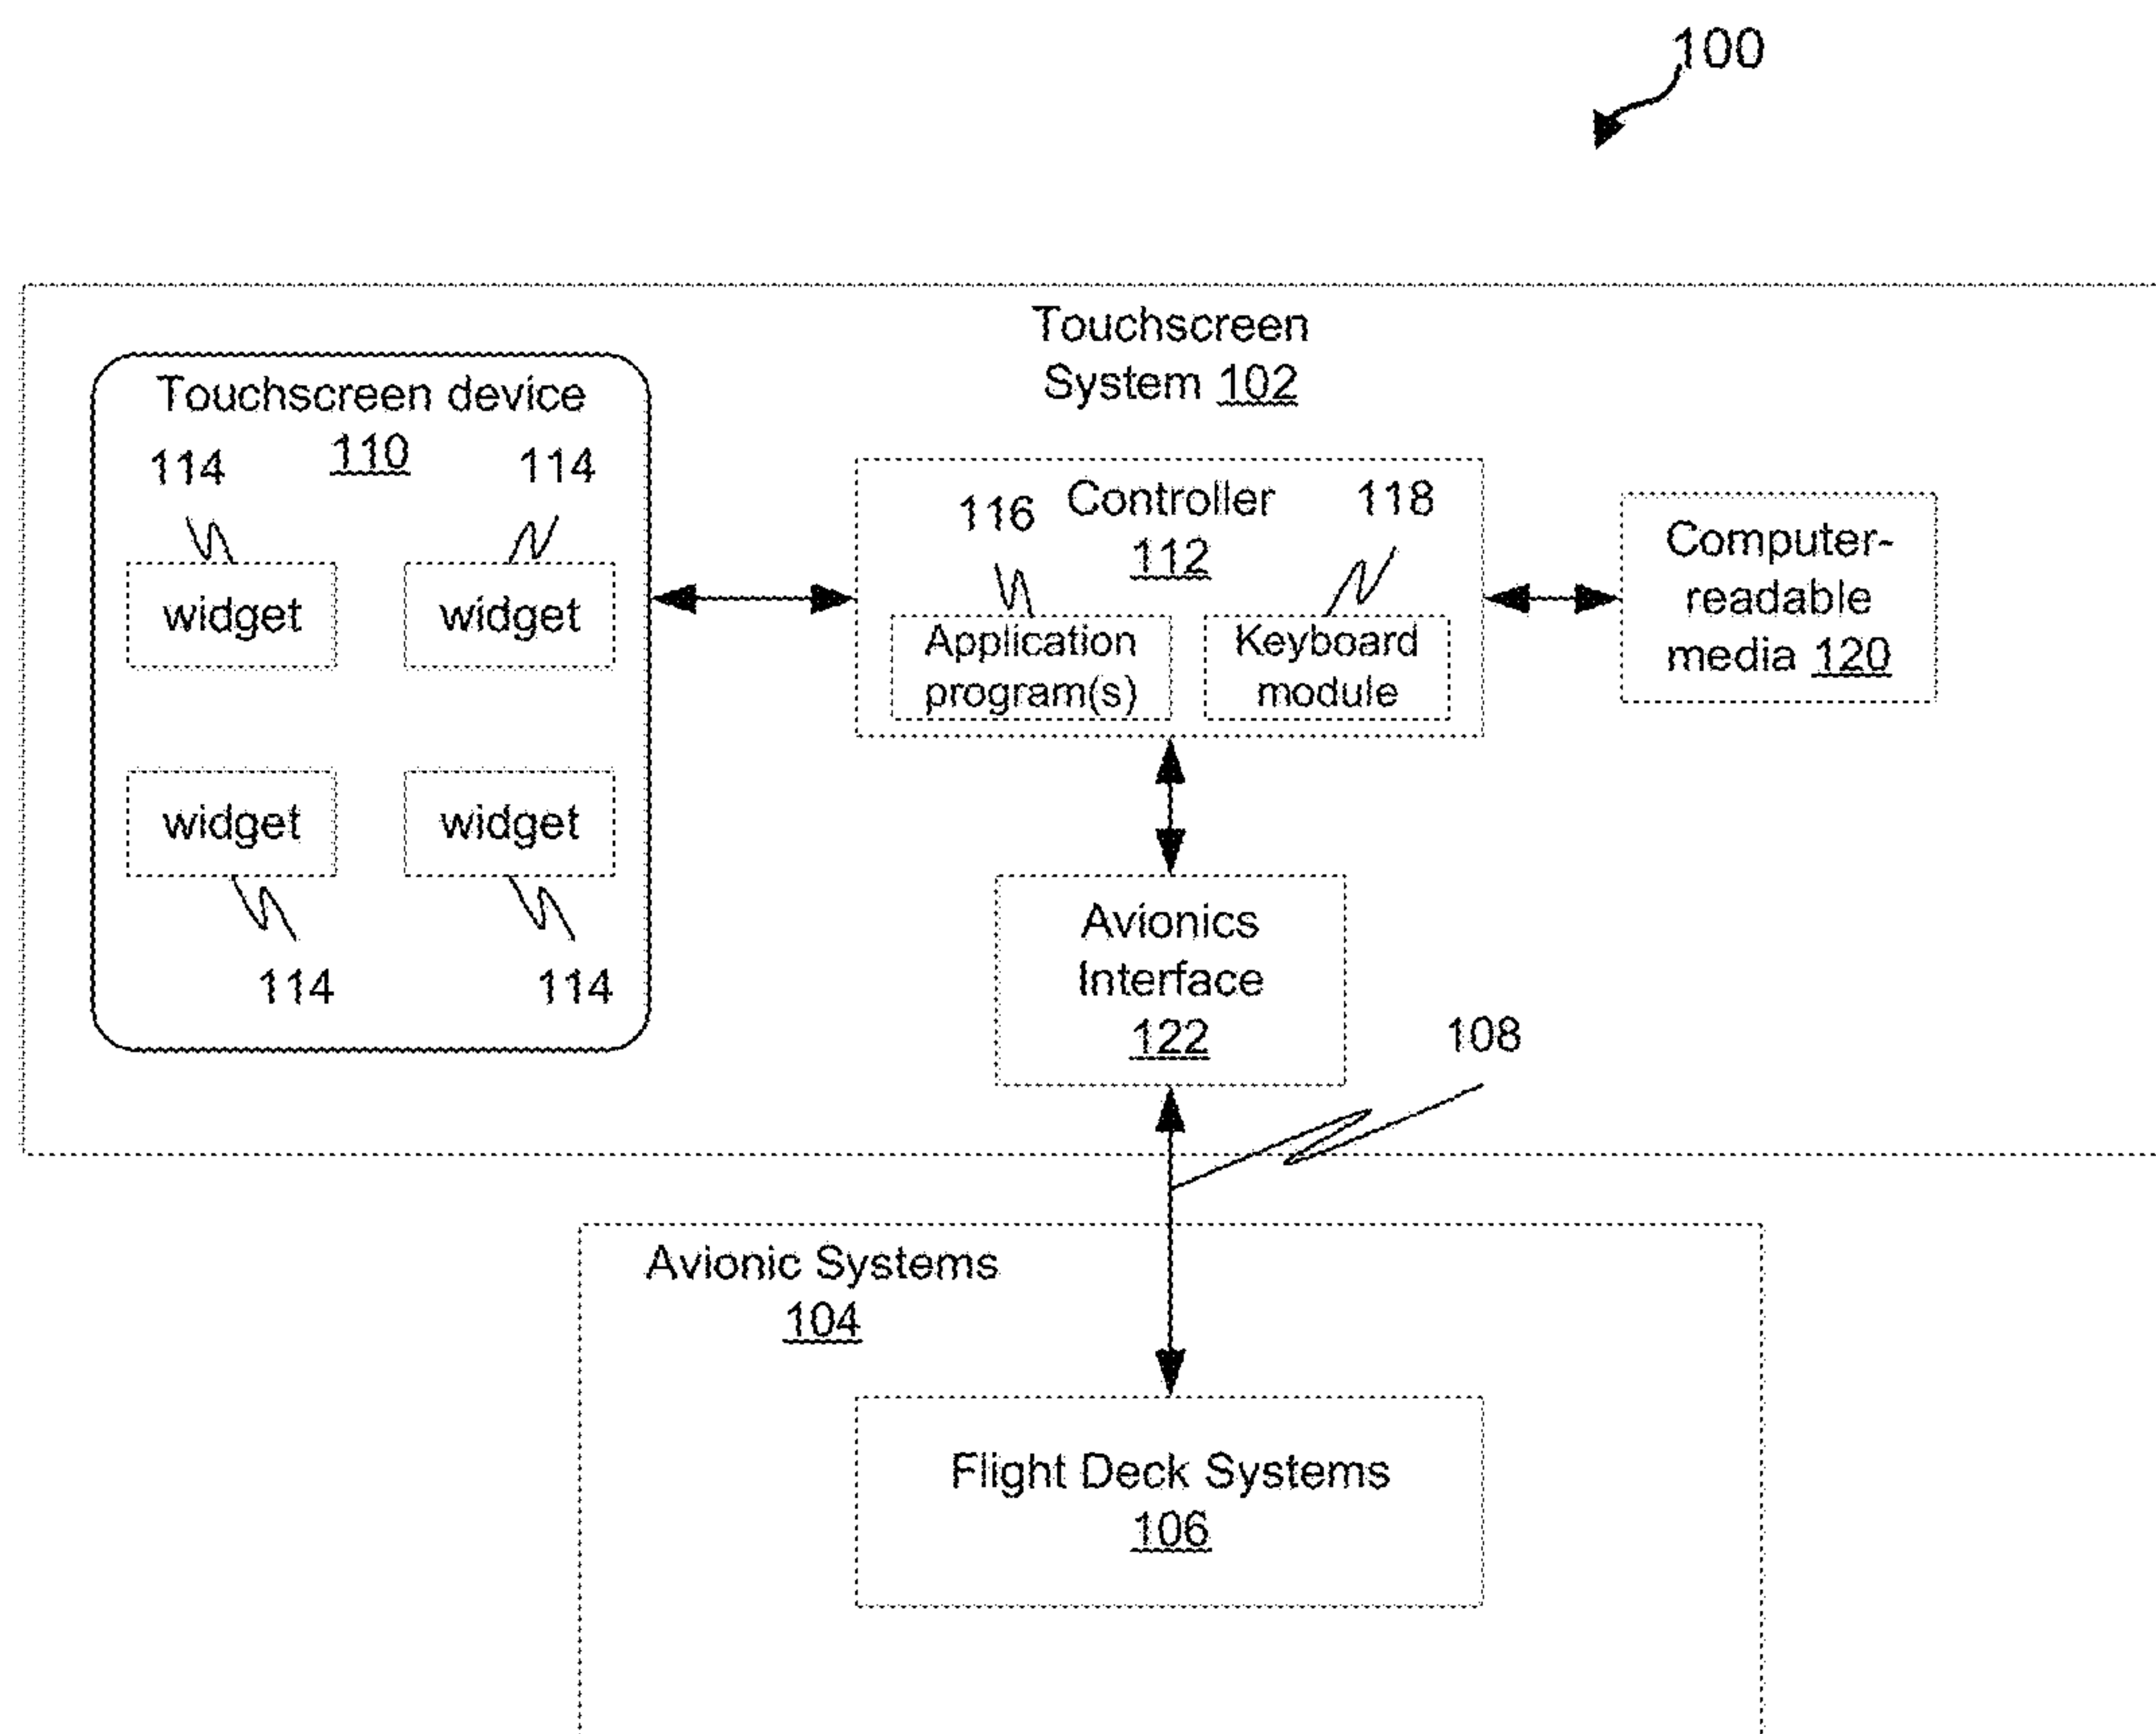 100
Touchscreen
System 102
Touchscreen device
110
114
114
widget
widget
widget
widget
114
114
Controller
112
116
118
Application
program(s)
Keyboard
module
Computer-
readable
media 120
Avionics
Interface
122
108
Avionic Systems
104
Flight Deck Systems
106